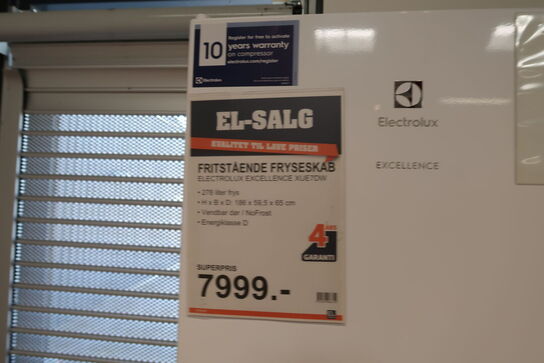 10
Register for free to activate
years warranty
on compressor
electrolux.com/register
Electrolux
EL-SALG
KVALITET TIL LAVE PRISER
FRITSTÅENDE FRYSESKAB
ELECTROLUX EXCELLENCE XUE7DW
• 278 liter frys
• H x B x D: 186 x 59,5 x 65 cm
• Vendbar dør / NoFrost
• Energiklasse D
4 ÅRS
GARANTI
SUPERPRIS
7999.-
Electrolux
EXCELLENCE